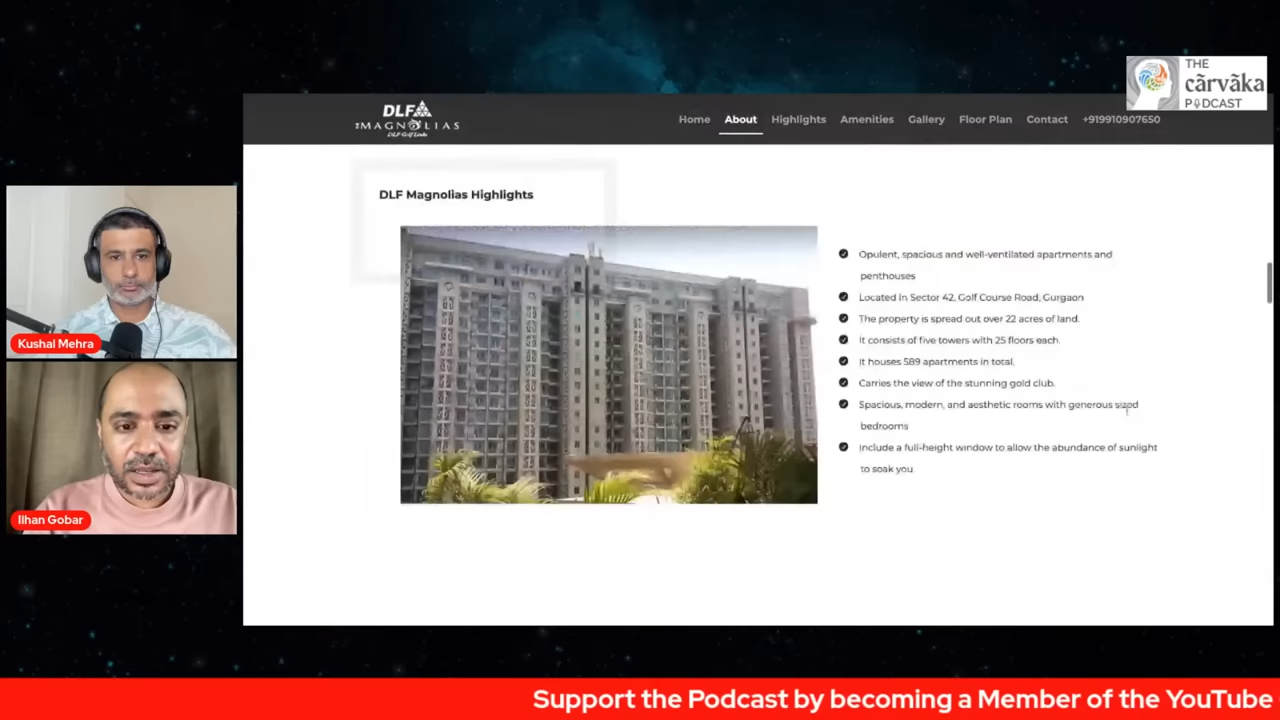 THE
cārvāka
PODCAST
DLF
THE MAGNOLIAS
DLF Golf Links
Home About Highlights Amenities Gallery Floor Plan Contact +919910907650
DLF Magnolias Highlights
Opulent, spacious and well-ventilated apartments and
penthouses
Located in Sector 42, Golf Course Road, Gurgaon
The property is spread out over 22 acres of land.
It consists of five towers with 25 floors each.
It houses 589 apartments in total.
Carries the view of the stunning gold club.
Spacious, modern, and aesthetic rooms with generous sized
bedrooms
Include a full-height window to allow the abundance of sunlight
to soak you
Kushal Mehra
Ilhan Gobar
Support the Podcast by becoming a Member of the YouTube